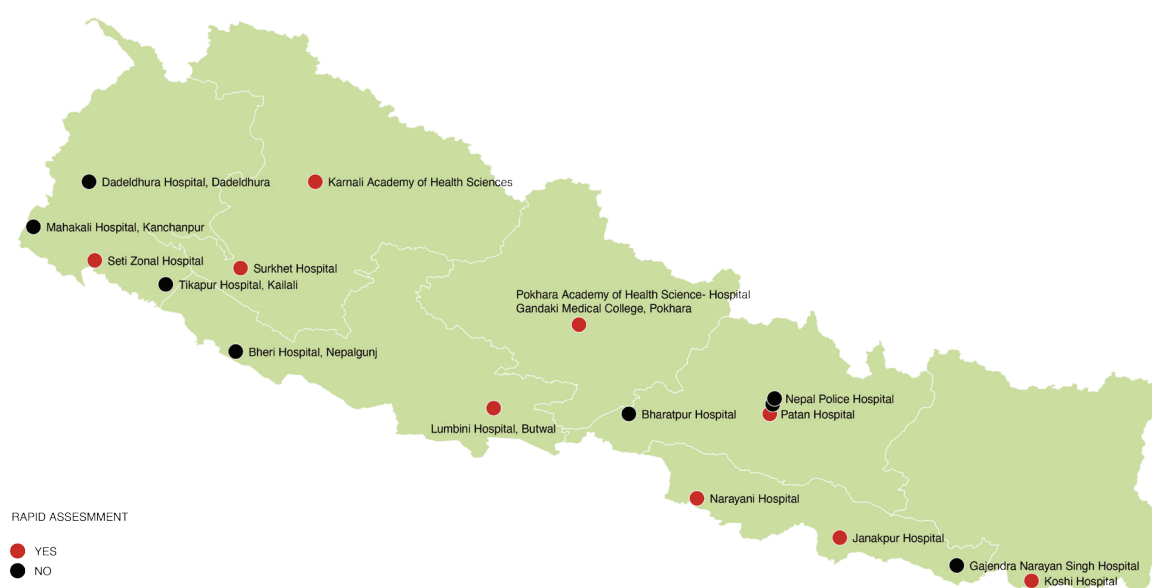 Dadeldhura Hospital, Dadeldhura
Karnali Academy of Health Sciences
Mahakali Hospital, Kanchanpur
Seti Zonal Hospital
Surkhet Hospital
Tikapur Hospital, Kailali
Pokhara Academy of Health Science- Hospital
Gandaki Medical College, Pokhara
Bheri Hospital, Nepalgunj
Nepal Police Hospital
Bharatpur Hospital
Patan Hospital
Lumbini Hospital, Butwal
Narayani Hospital
Janakpur Hospital
Gajendra Narayan Singh Hospital
Koshi Hospital
RAPID ASSESMMENT
YES
NO